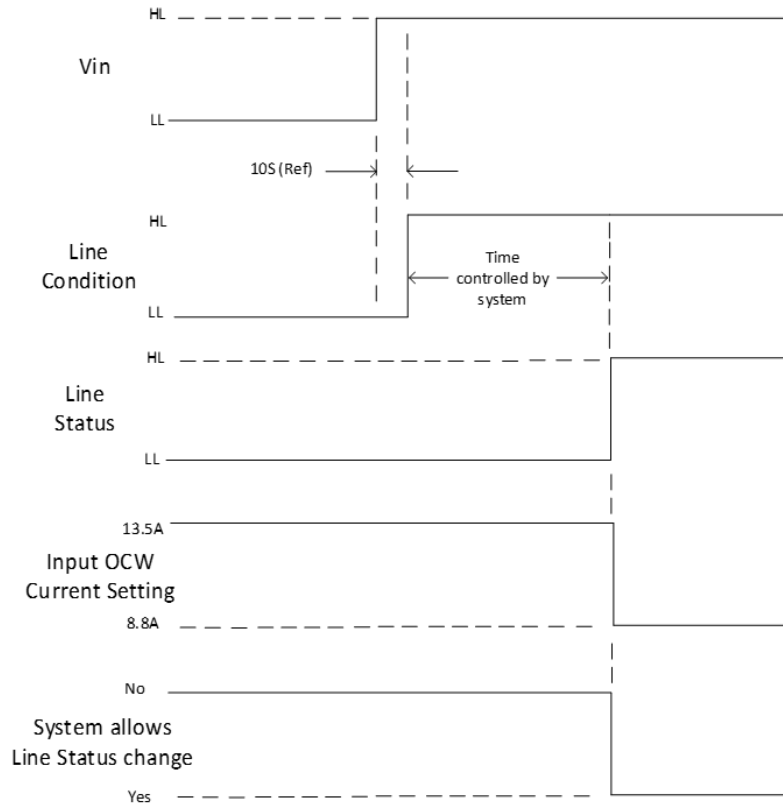 HL
Vin
LL
10S (Ref)
HL
Line
Condition
Time
controlled by
system
LL
HL
Line
Status
LL
13.5A
Input OCW
Current Setting
8.8A
No
System allows
Line Status change
Yes